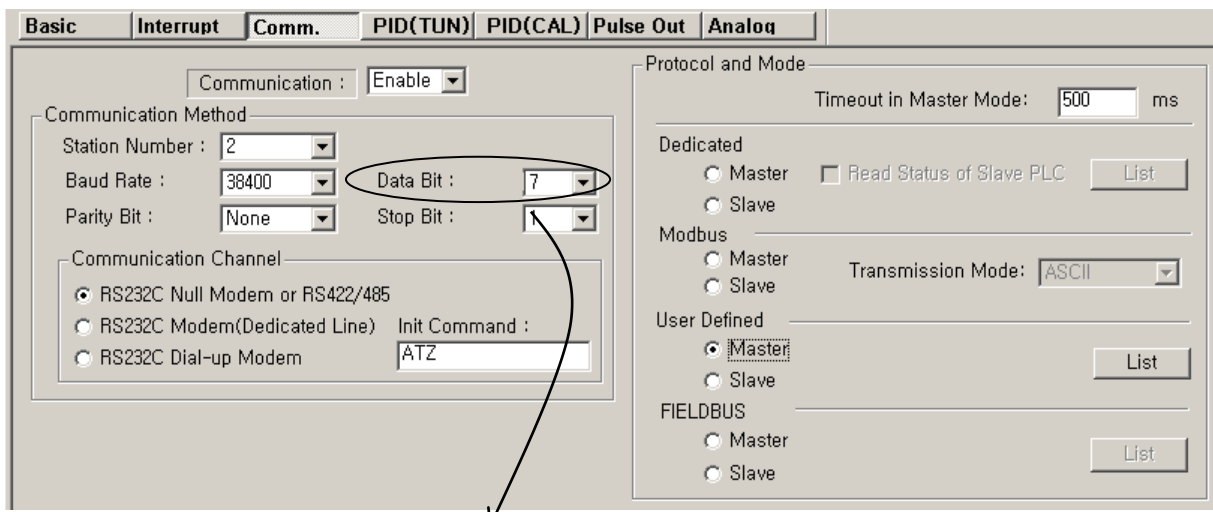 Basic Interrupt Comm. PID(TUN) PID(CAL) Pulse Out Analog
Communication : Enable
Communication Method
Station Number : 2
Baud Rate : 38400 Data Bit : 7
Parity Bit : None Stop Bit : 1
Communication Channel
RS232C Null Modem or RS422/485
RS232C Modem(Dedicated Line) Init Command :
RS232C Dial-up Modem ATZ
Protocol and Mode
Timeout in Master Mode: 500 ms
Dedicated
Master Read Status of Slave PLC List
Slave
Modbus
Master
Transmission Mode: ASCII
Slave
User Defined
Master
List
Slave
FIELDBUS
Master
List
Slave